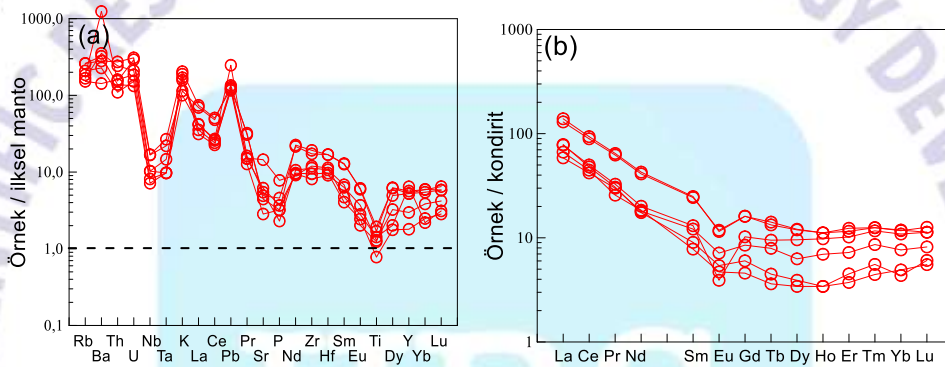 (a)
1000,0
100,0
10,0
1,0
0,1
Örnek / ilksel manto
Rb Th Nb K Ce Pr P Zr Sm Ti Y Lu
Ba U Ta La Pb Sr Nd Hf Eu Dy Yb
(b)
1000
100
10
1
Örnek / kondirit
La Ce Pr Nd Sm Eu Gd Tb Dy Ho Er Tm Yb Lu